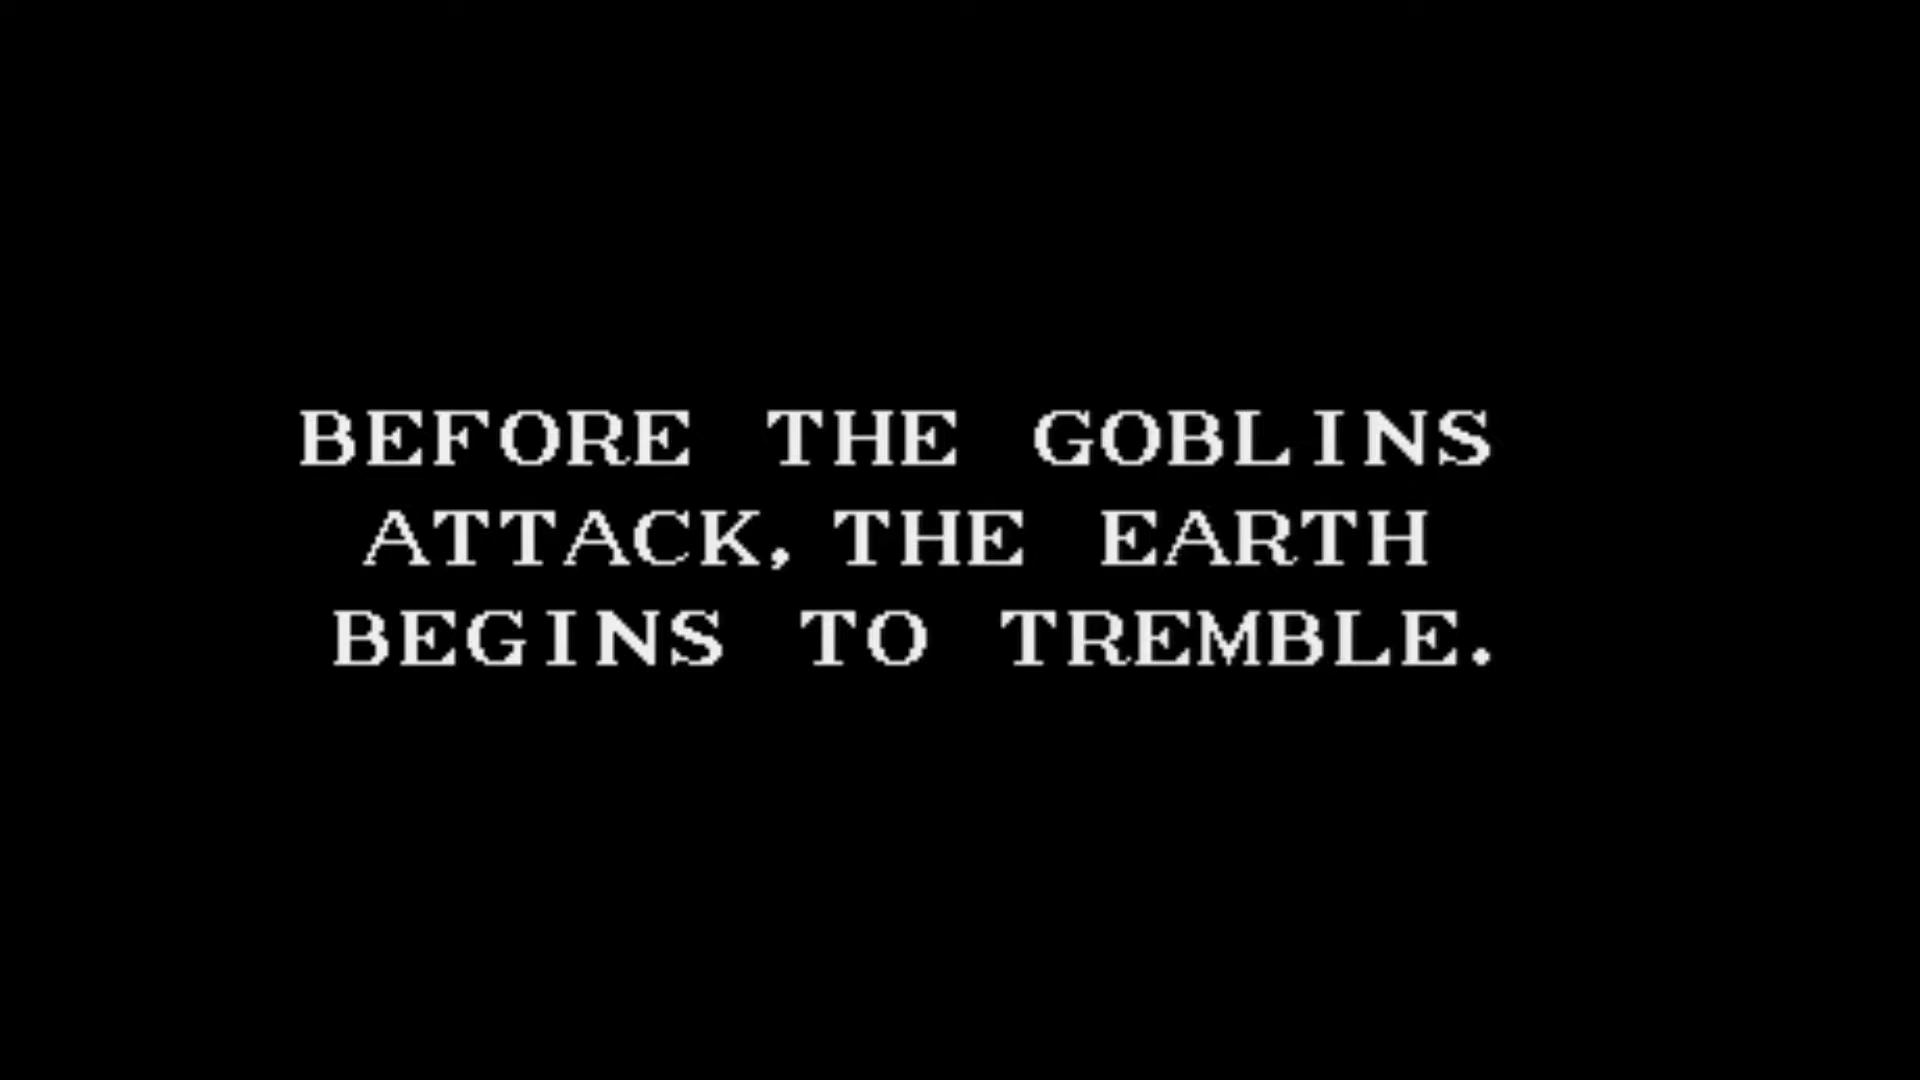 BEFORE THE GOBLINS
ATTACK, THE EARTH
BEGINS TO TREMBLE.